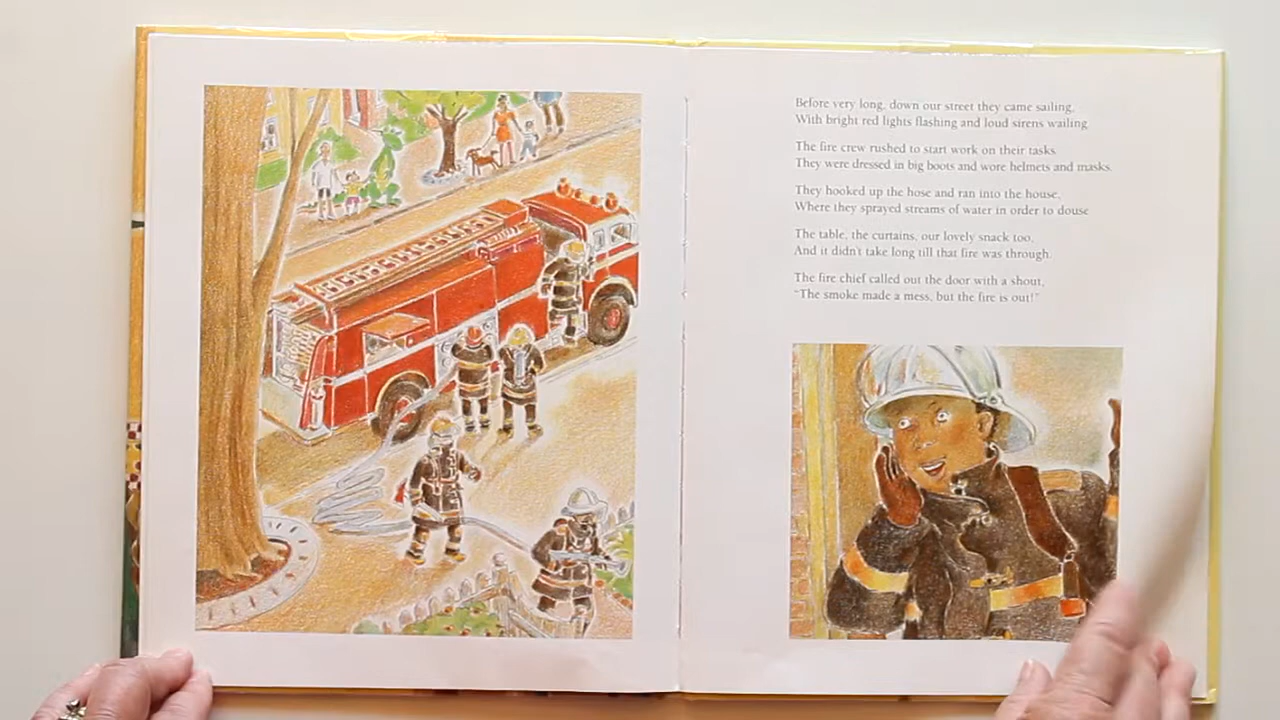 Before very long, down our street they came sailing,
With bright red lights flashing and loud sirens wailing.
The fire crew rushed to start work on their tasks.
They were dressed in big boots and wore helmets and masks.
They hooked up the hose and ran into the house,
Where they sprayed streams of water in order to douse
The table, the curtains, our lovely snack too,
And it didn't take long till that fire was through.
The fire chief called out the door with a shout,
"The smoke made a mess, but the fire is out!"